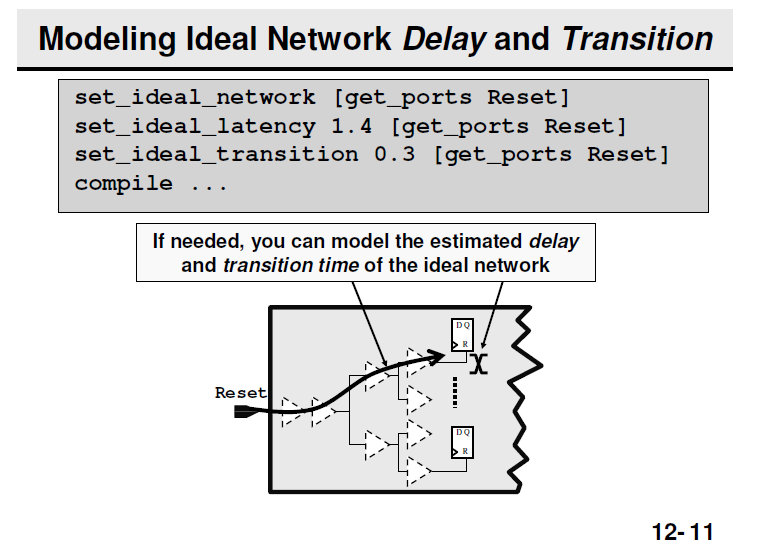 Modeling Ideal Network Delay and Transition
set_ideal_network [get_ports Reset]
set_ideal_latency 1.4 [get_ports Reset]
set_ideal_transition 0.3 [get_ports Reset]
compile ...
If needed, you can model the estimated delay
and transition time of the ideal network
D Q
R
Reset
D Q
R
12-11